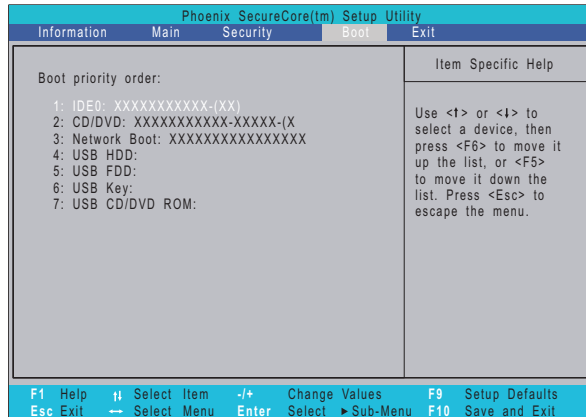 Phoenix SecureCore(tm) Setup Utility
Information Main Security Boot Exit
Boot priority order:
1: IDE0: XXXXXXXXXXX-(XX)
2: CD/DVD: XXXXXXXXXXX-XXXXX-(X
3: Network Boot: XXXXXXXXXXXXXXXX
4: USB HDD:
5: USB FDD:
6: USB Key:
7: USB CD/DVD ROM:
Item Specific Help
Use <↑> or <↓> to
select a device, then
press <F6> to move it
up the list, or <F5>
to move it down the
list. Press <Esc> to
escape the menu.
F1 Help ↑↓ Select Item -/+ Change Values F9 Setup Defaults
Esc Exit ↔ Select Menu Enter Select ►Sub-Menu F10 Save and Exit